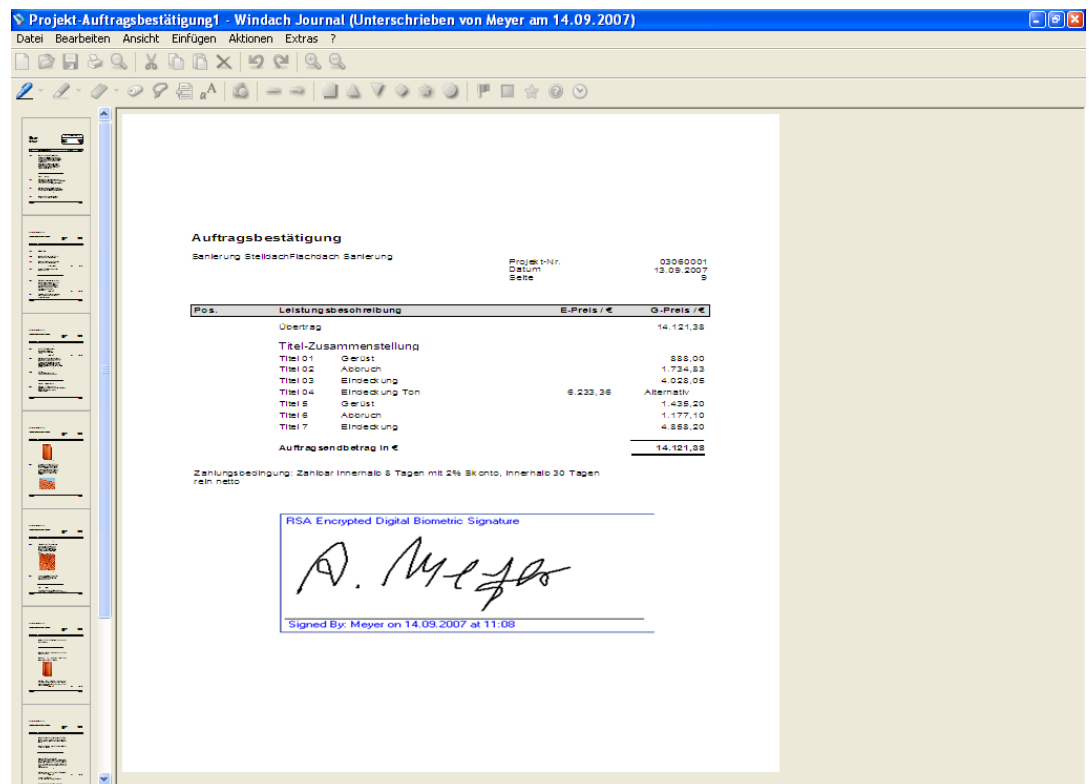 Projekt-Auftragsbestätigung1 - Windach Journal (Unterschrieben von Meyer am 14.09.2007)
Datei Bearbeiten Ansicht Einfügen Aktionen Extras ?
Auftragsbestätigung
Sanierung SteildachFlachdach Sanierung
Projekt-Nr. 03060001
Datum 13.09.2007
Seite 9
Pos. Leistungsbeschreibung E-Preis / € G-Preis / €
Übertrag 14.121,38
Titel-Zusammenstellung
Titel 01 Gerüst 888,00
Titel 02 Abbruch 1.734,83
Titel 03 Eindeckung 4.028,05
Titel 04 Eindeckung Ton 6.233,36 Alternativ
Titel 5 Gerüst 1.435,20
Titel 6 Abbruch 1.177,10
Titel 7 Eindeckung 4.858,20
Auftragsendbetrag in € 14.121,38
Zahlungsbedingung: Zahlbar innerhalb 8 Tagen mit 2% Skonto, innerhalb 30 Tagen
rein netto
RSA Encrypted Digital Biometric Signature
A. Meyer
Signed By: Meyer on 14.09.2007 at 11:08